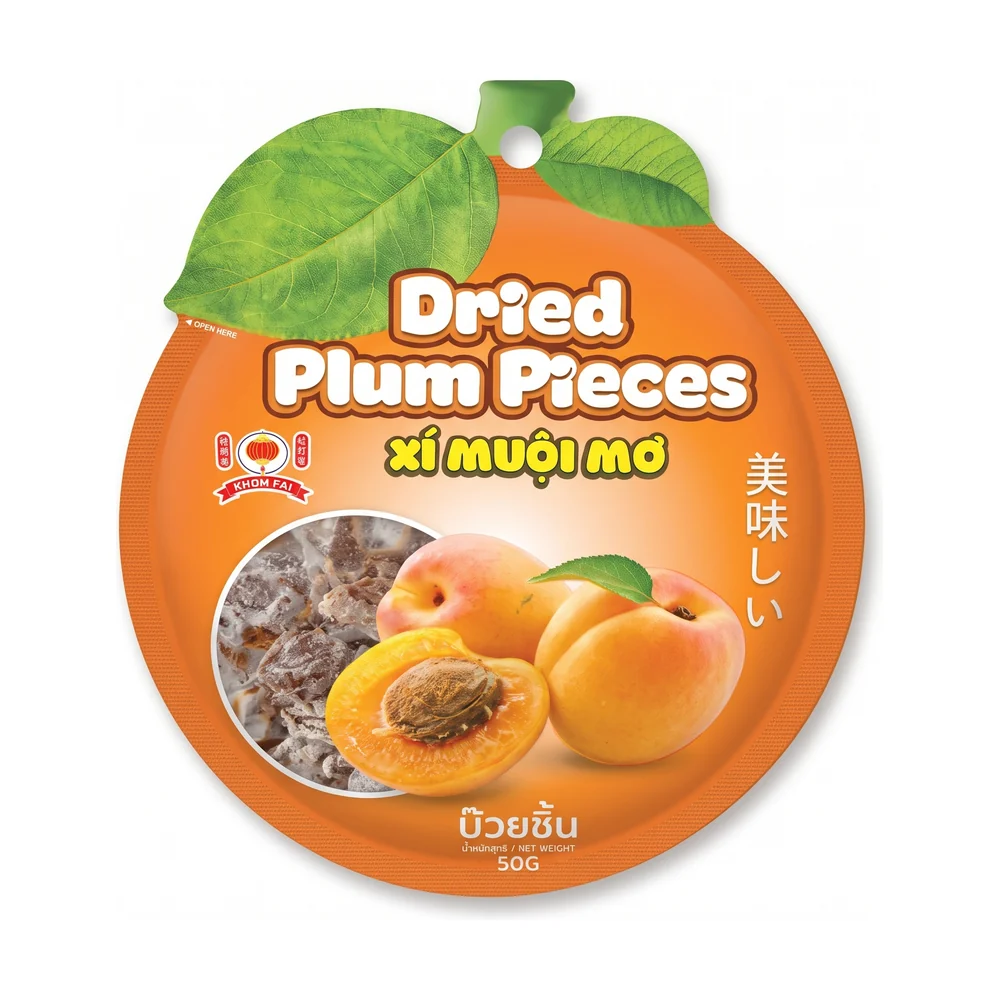 OPEN HERE
Dried
Plum Pieces
xí muội mơ
KHOM FAI
美味しい
บ๊วยชิ้น
น้ำหนักสุทธิ / NET WEIGHT
50G